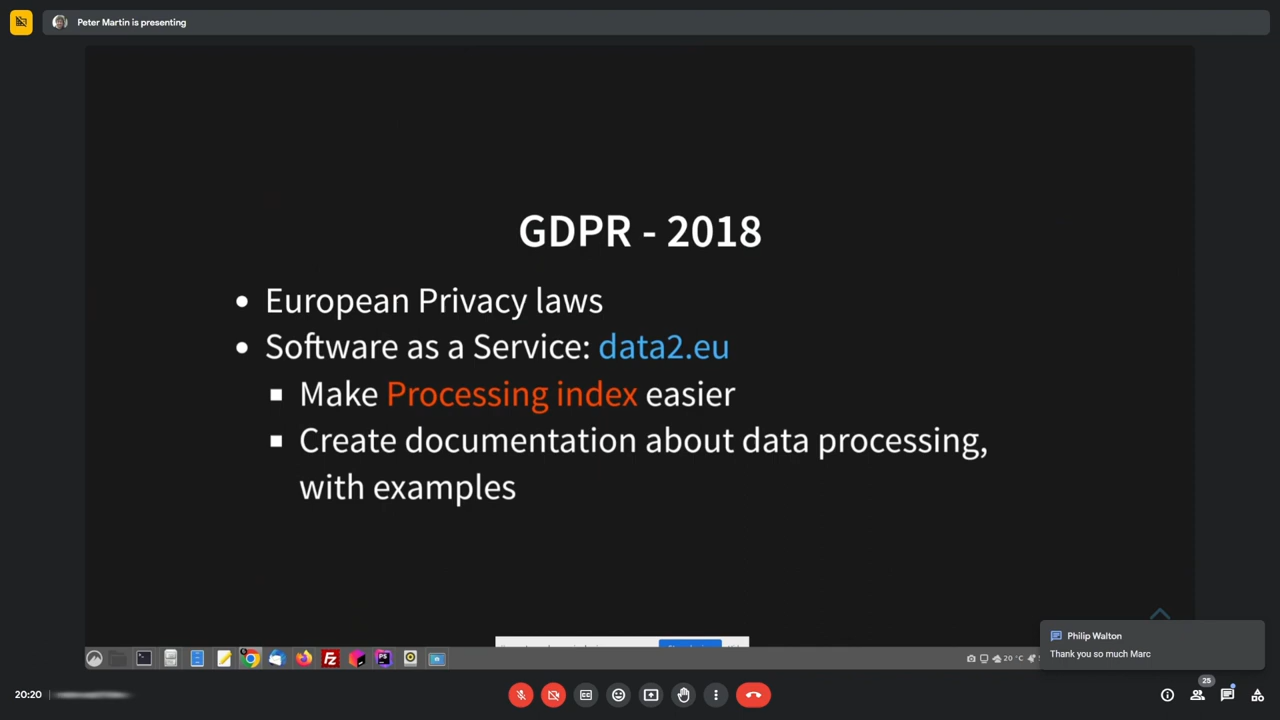 Peter Martin is presenting
GDPR - 2018
European Privacy laws
Software as a Service: data2.eu
Make Processing index easier
Create documentation about data processing,
with examples
Philip Walton
Thank you so much Marc
20 °C
20:20
25